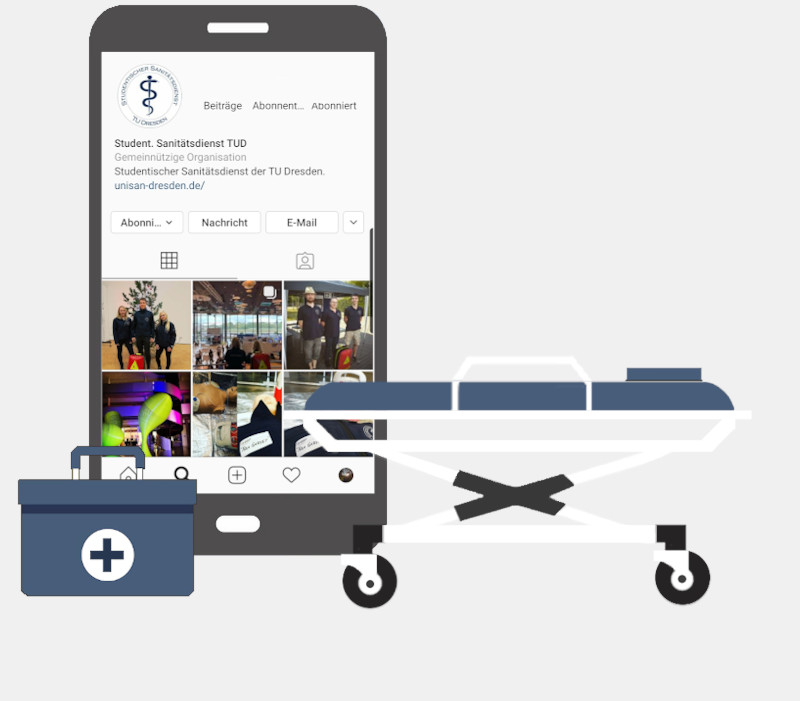 STUDENTISCHER SANITÄTSDIENST
TU DRESDEN
Beiträge Abonnent... Abonniert
Student. Sanitätsdienst TUD
Gemeinnützige Organisation
Studentischer Sanitätsdienst der TU Dresden.
unisan-dresden.de/
Abonni... Nachricht E-Mail